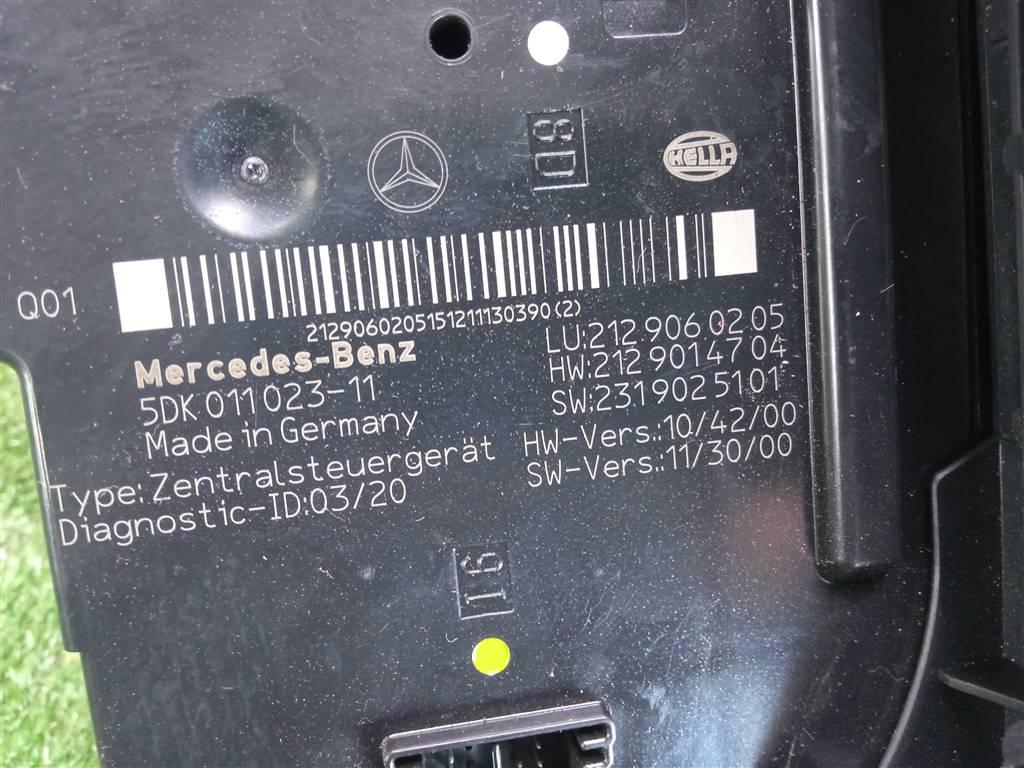 08
HELLA
Q01
2129060205151211130390(2)
Mercedes-Benz
5DK 011 023-11
Made in Germany
Type: Zentralsteuergerät
Diagnostic-ID:03/20
LU:212 906 02 05
HW:212 901 47 04
SW:231 902 51 01
HW-Vers.:10/42/00
SW-Vers.:11/30/00
16